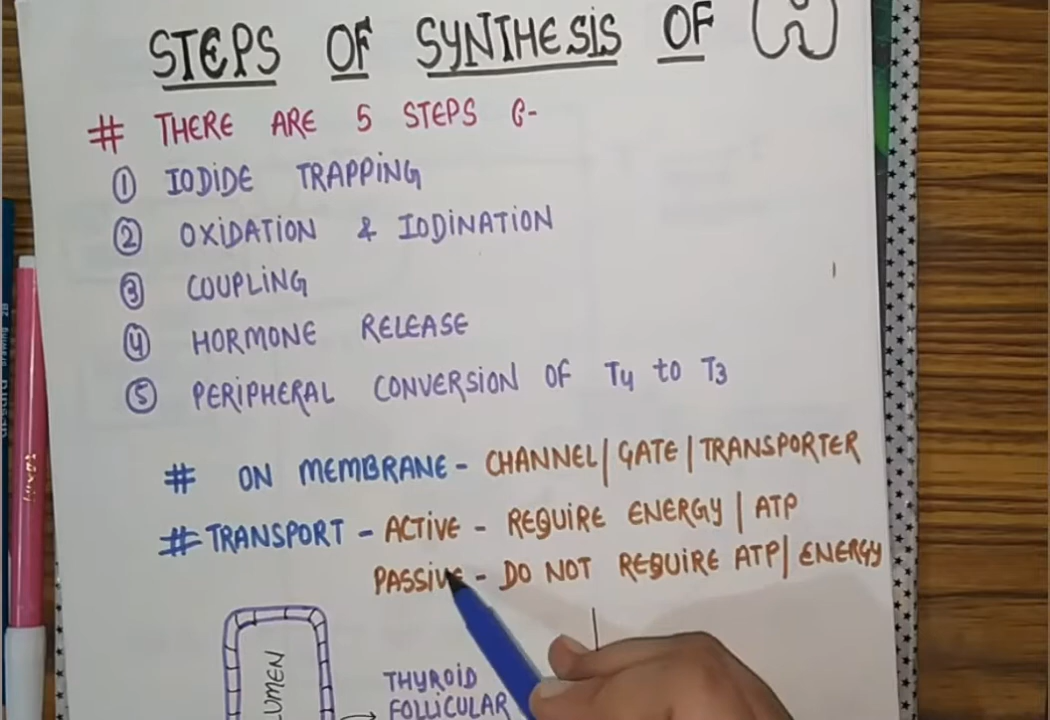 STEPS OF SYNTHESIS OF
# THERE ARE 5 STEPS :-
① IODIDE TRAPPING
② OXIDATION & IODINATION
③ COUPLING
④ HORMONE RELEASE
⑤ PERIPHERAL CONVERSION OF T4 to T3
# ON MEMBRANE - CHANNEL/GATE/TRANSPORTER
# TRANSPORT - ACTIVE - REQUIRE ENERGY/ATP
PASSIVE - DO NOT REQUIRE ATP/ENERGY
LUMEN
THYROID
FOLLICULAR